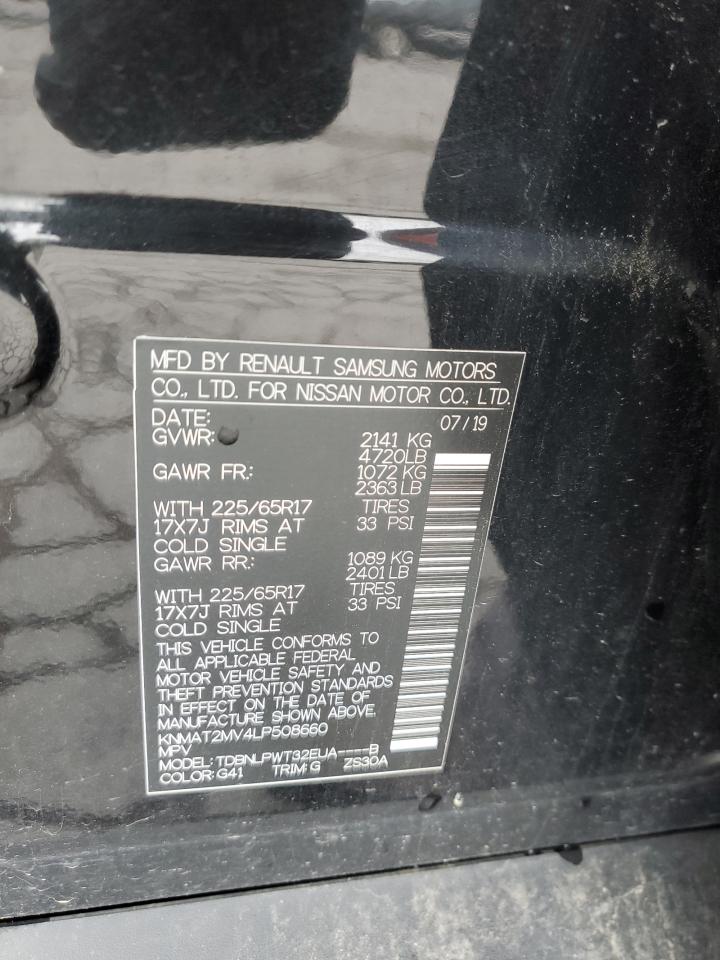 MFD BY RENAULT SAMSUNG MOTORS
CO., LTD. FOR NISSAN MOTOR CO., LTD.
DATE: 07/19
GVWR: 2141 KG
4720LB
GAWR FR.: 1072 KG
2363 LB
WITH 225/65R17 TIRES
17X7J RIMS AT 33 PSI
COLD SINGLE
GAWR RR.: 1089 KG
2401 LB
WITH 225/65R17 TIRES
17X7J RIMS AT 33 PSI
COLD SINGLE
THIS VEHICLE CONFORMS TO
ALL APPLICABLE FEDERAL
MOTOR VEHICLE SAFETY AND
THEFT PREVENTION STANDARDS
IN EFFECT ON THE DATE OF
MANUFACTURE SHOWN ABOVE.
KNMAT2MV4LP508660
MPV
MODEL: TDBNLPWT32EUA----B
COLOR: G41 TRIM: G ZS30A